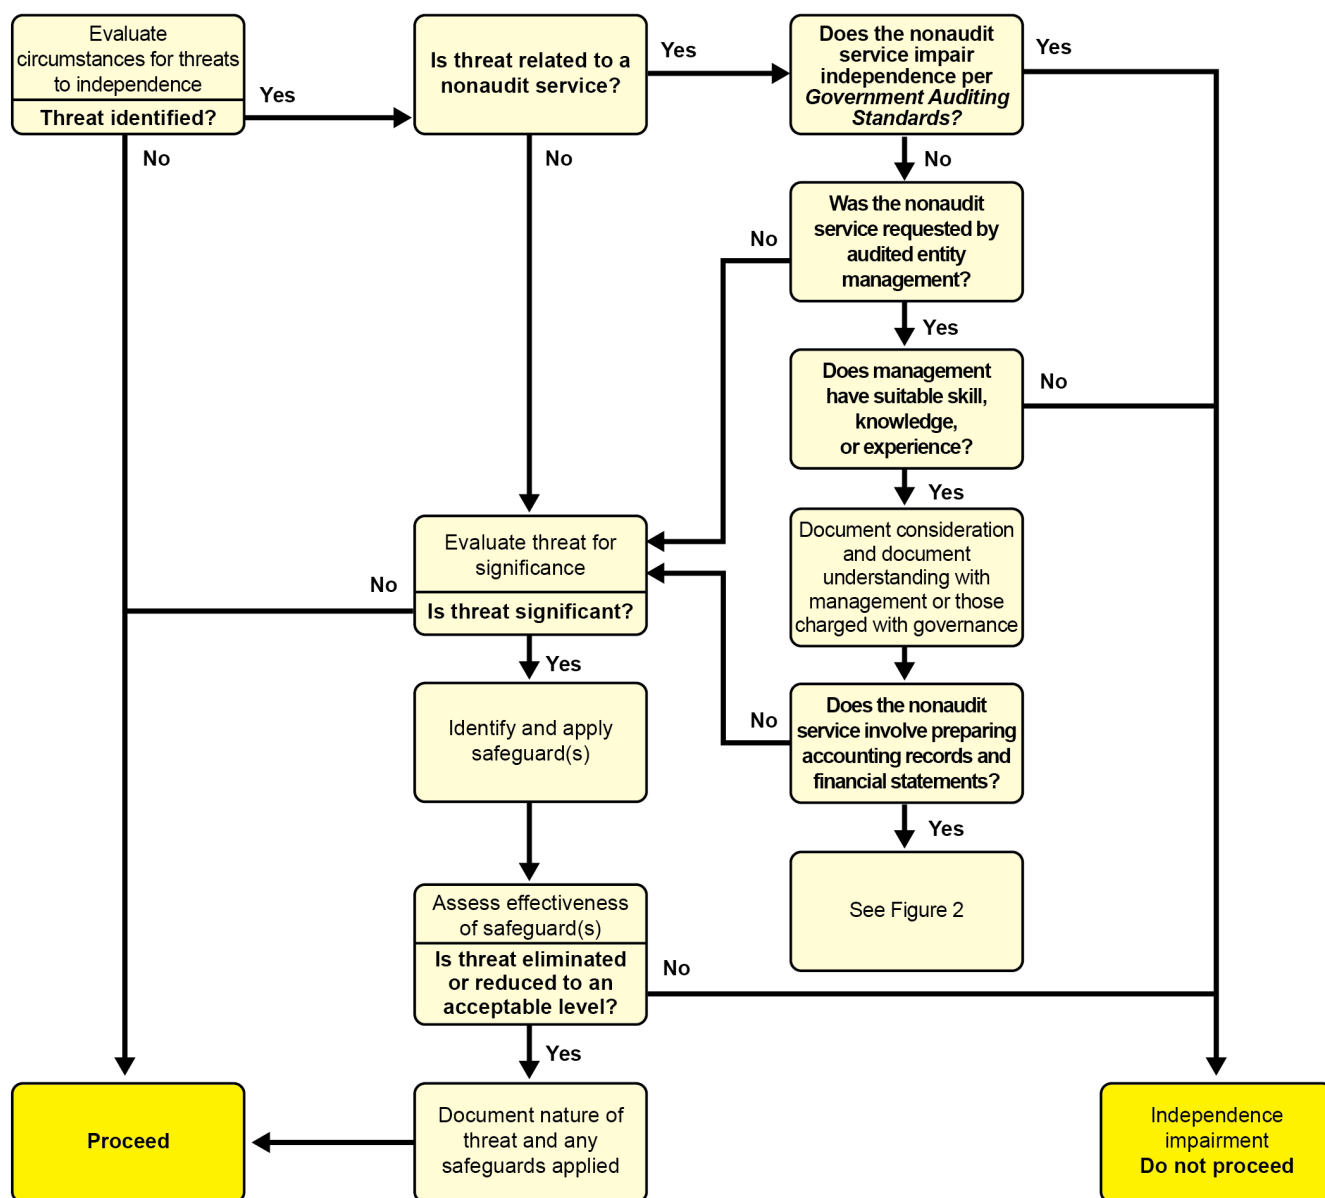 Evaluate
circumstances for threats
to independence
Threat identified?
Yes
No
Is threat related to a
nonaudit service?
Yes
No
Does the nonaudit
service impair
independence per
Government Auditing
Standards?
Yes
No
Was the nonaudit
service requested by
audited entity
management?
No
Yes
Does management
have suitable skill,
knowledge,
or experience?
No
Yes
Document consideration
and document
understanding with
management or those
charged with governance
Does the nonaudit
service involve preparing
accounting records and
financial statements?
No
Yes
See Figure 2
Evaluate threat for
significance
Is threat significant?
No
Yes
Identify and apply
safeguard(s)
Assess effectiveness
of safeguard(s)
Is threat eliminated
or reduced to an
acceptable level?
No
Yes
Document nature of
threat and any
safeguards applied
Proceed
Independence
impairment
Do not proceed